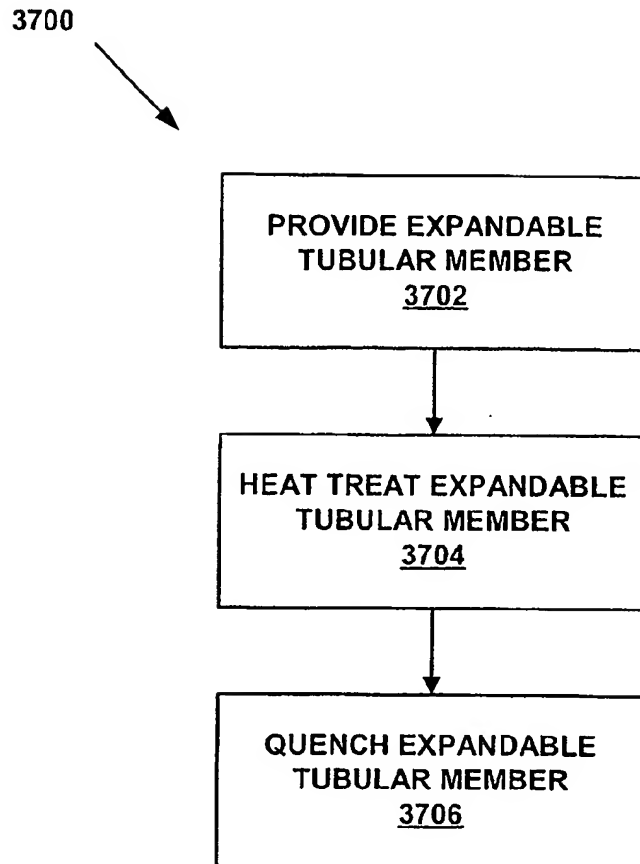 3700
PROVIDE EXPANDABLE
TUBULAR MEMBER
3702
HEAT TREAT EXPANDABLE
TUBULAR MEMBER
3704
QUENCH EXPANDABLE
TUBULAR MEMBER
3706